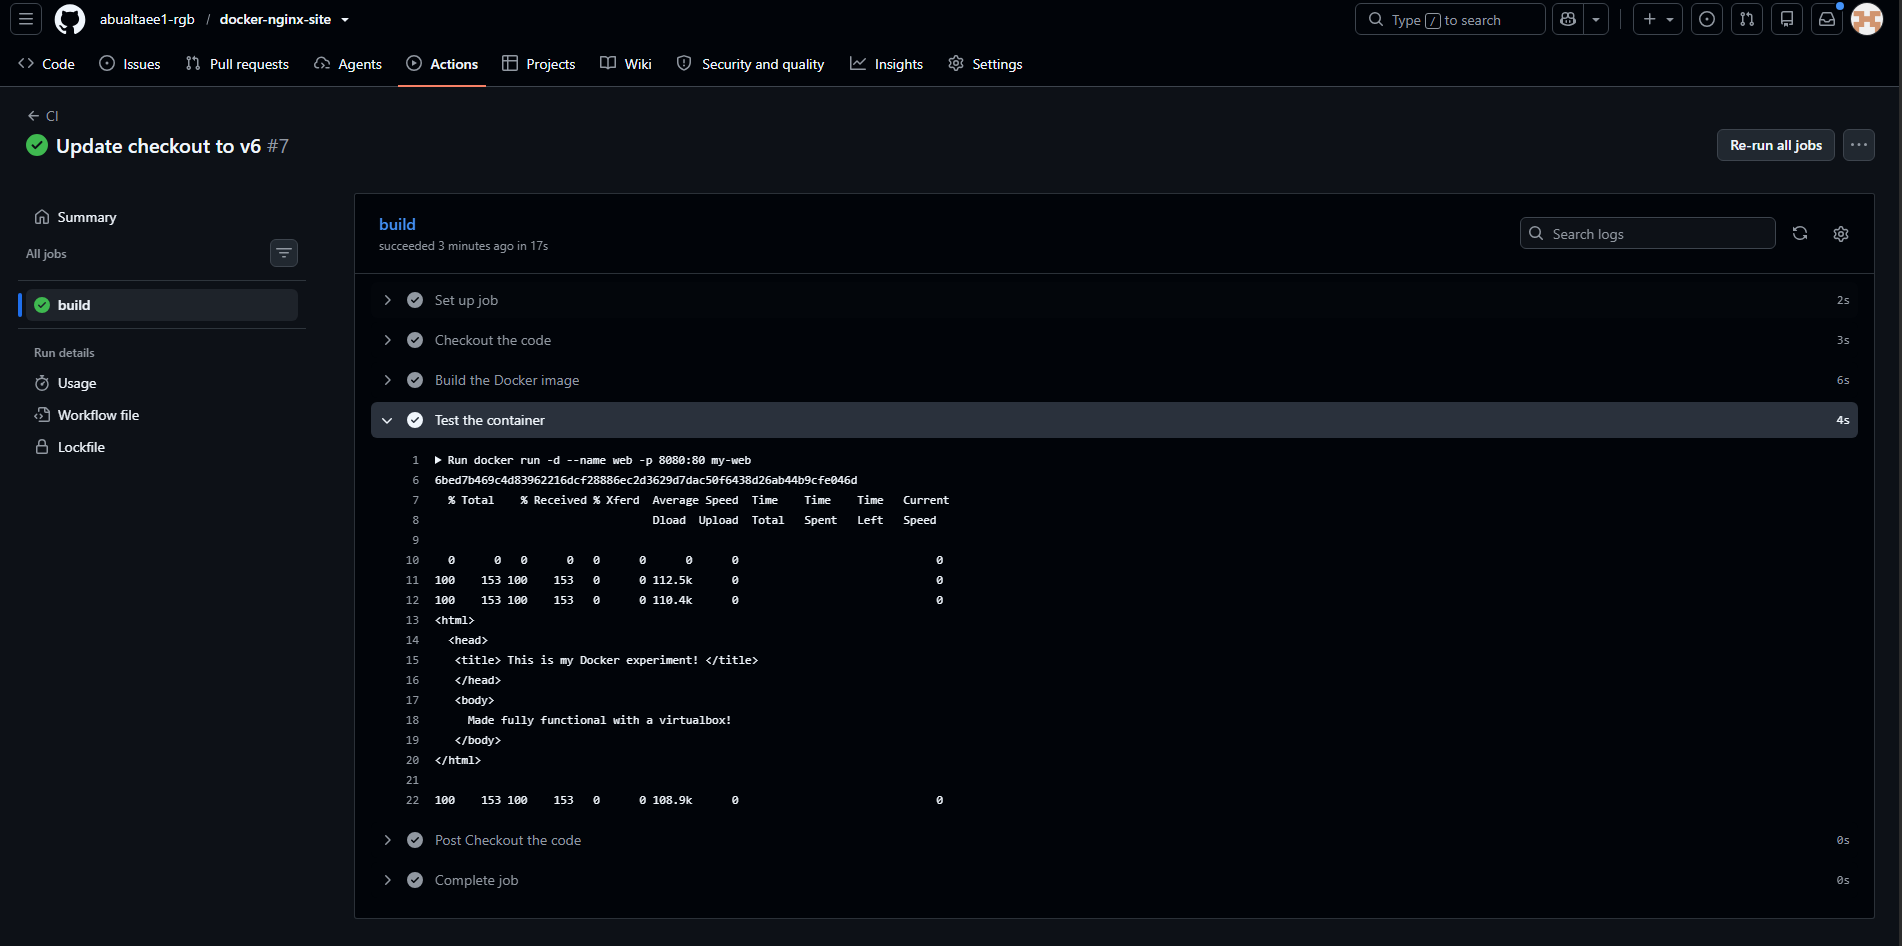 abualtaee1-rgb / docker-nginx-site
Type / to search
Code
Issues
Pull requests
Agents
Actions
Projects
Wiki
Security and quality
Insights
Settings
CI
Update checkout to v6 #7
Re-run all jobs
Summary
All jobs
build
Run details
Usage
Workflow file
Lockfile
build
succeeded 3 minutes ago in 17s
Search logs
Set up job 2s
Checkout the code 3s
Build the Docker image 6s
Test the container 4s
1 Run docker run -d --name web -p 8080:80 my-web
6 6bed7b469c4d83962216dcf28886ec2d3629d7dac50f6438d26ab44b9cfe046d
7 % Total % Received % Xferd Average Speed Time Time Time Current
8 Dload Upload Total Spent Left Speed
9
10 0 0 0 0 0 0 0 0 0
11 100 153 100 153 0 0 112.5k 0 0
12 100 153 100 153 0 0 110.4k 0 0
13 <html>
14 <head>
15 <title> This is my Docker experiment! </title>
16 </head>
17 <body>
18 Made fully functional with a virtualbox!
19 </body>
20 </html>
21
22 100 153 100 153 0 0 108.9k 0 0
Post Checkout the code 0s
Complete job 0s